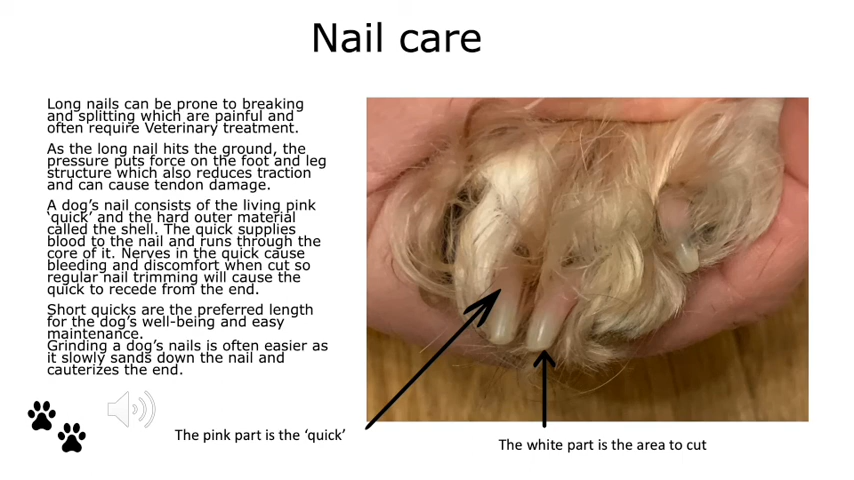 Nail care
Long nails can be prone to breaking
and splitting which are painful and
often require Veterinary treatment.
As the long nail hits the ground, the
pressure puts force on the foot and leg
structure which also reduces traction
and can cause tendon damage.
A dog’s nail consists of the living pink
‘quick’ and the hard outer material
called the shell. The quick supplies
blood to the nail and runs through the
core of it. Nerves in the quick cause
bleeding and discomfort when cut so
regular nail trimming will cause the
quick to recede from the end.
Short quicks are the preferred length
for the dog’s well-being and easy
maintenance.
Grinding a dog’s nails is often easier as
it slowly sands down the nail and
cauterizes the end.
The pink part is the ‘quick’
The white part is the area to cut